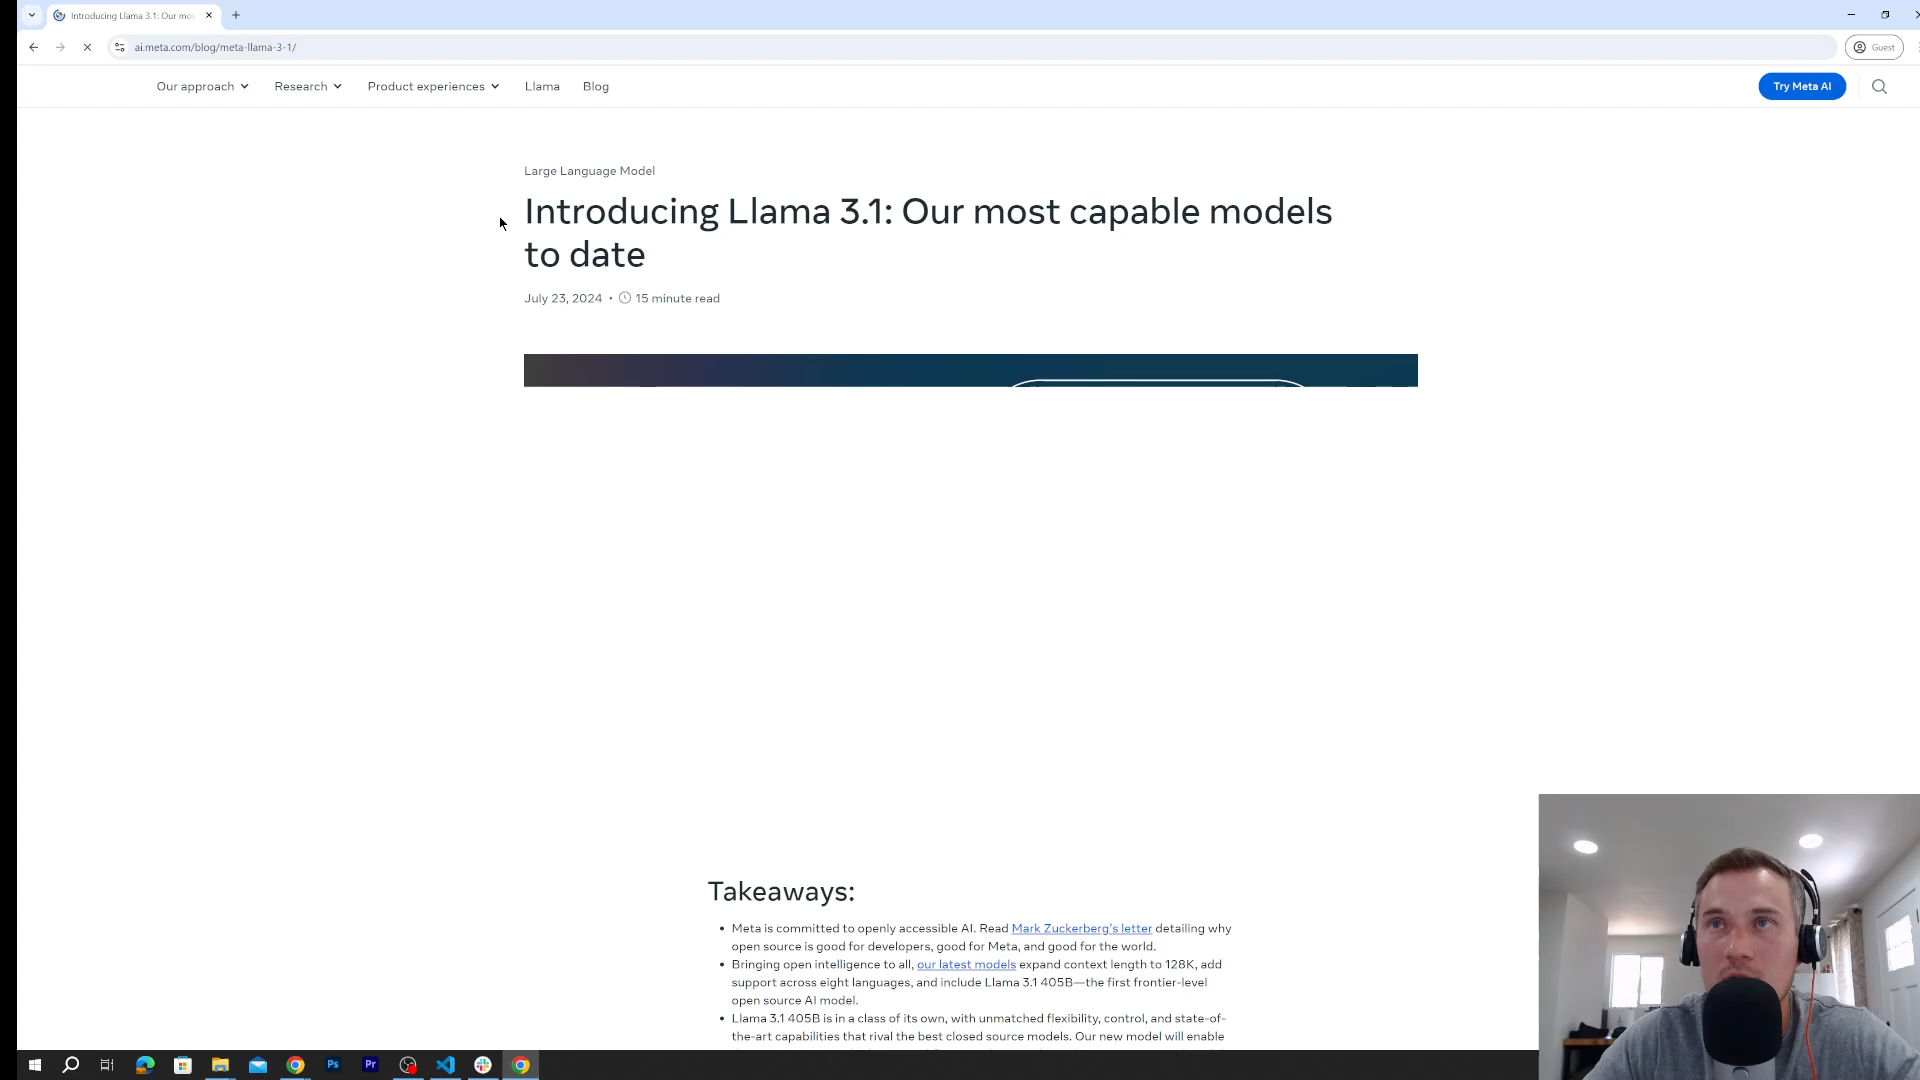 Introducing Llama 3.1: Our mos
ai.meta.com/blog/meta-llama-3-1/
Guest
Our approach
Research
Product experiences
Llama
Blog
Try Meta AI
Large Language Model
Introducing Llama 3.1: Our most capable models
to date
July 23, 2024 • 15 minute read
Takeaways:
• Meta is committed to openly accessible AI. Read Mark Zuckerberg's letter detailing why
open source is good for developers, good for Meta, and good for the world.
• Bringing open intelligence to all, our latest models expand context length to 128K, add
support across eight languages, and include Llama 3.1 405B—the first frontier-level
open source AI model.
• Llama 3.1 405B is in a class of its own, with unmatched flexibility, control, and state-of-
the-art capabilities that rival the best closed source models. Our new model will enable
Ps
Pr